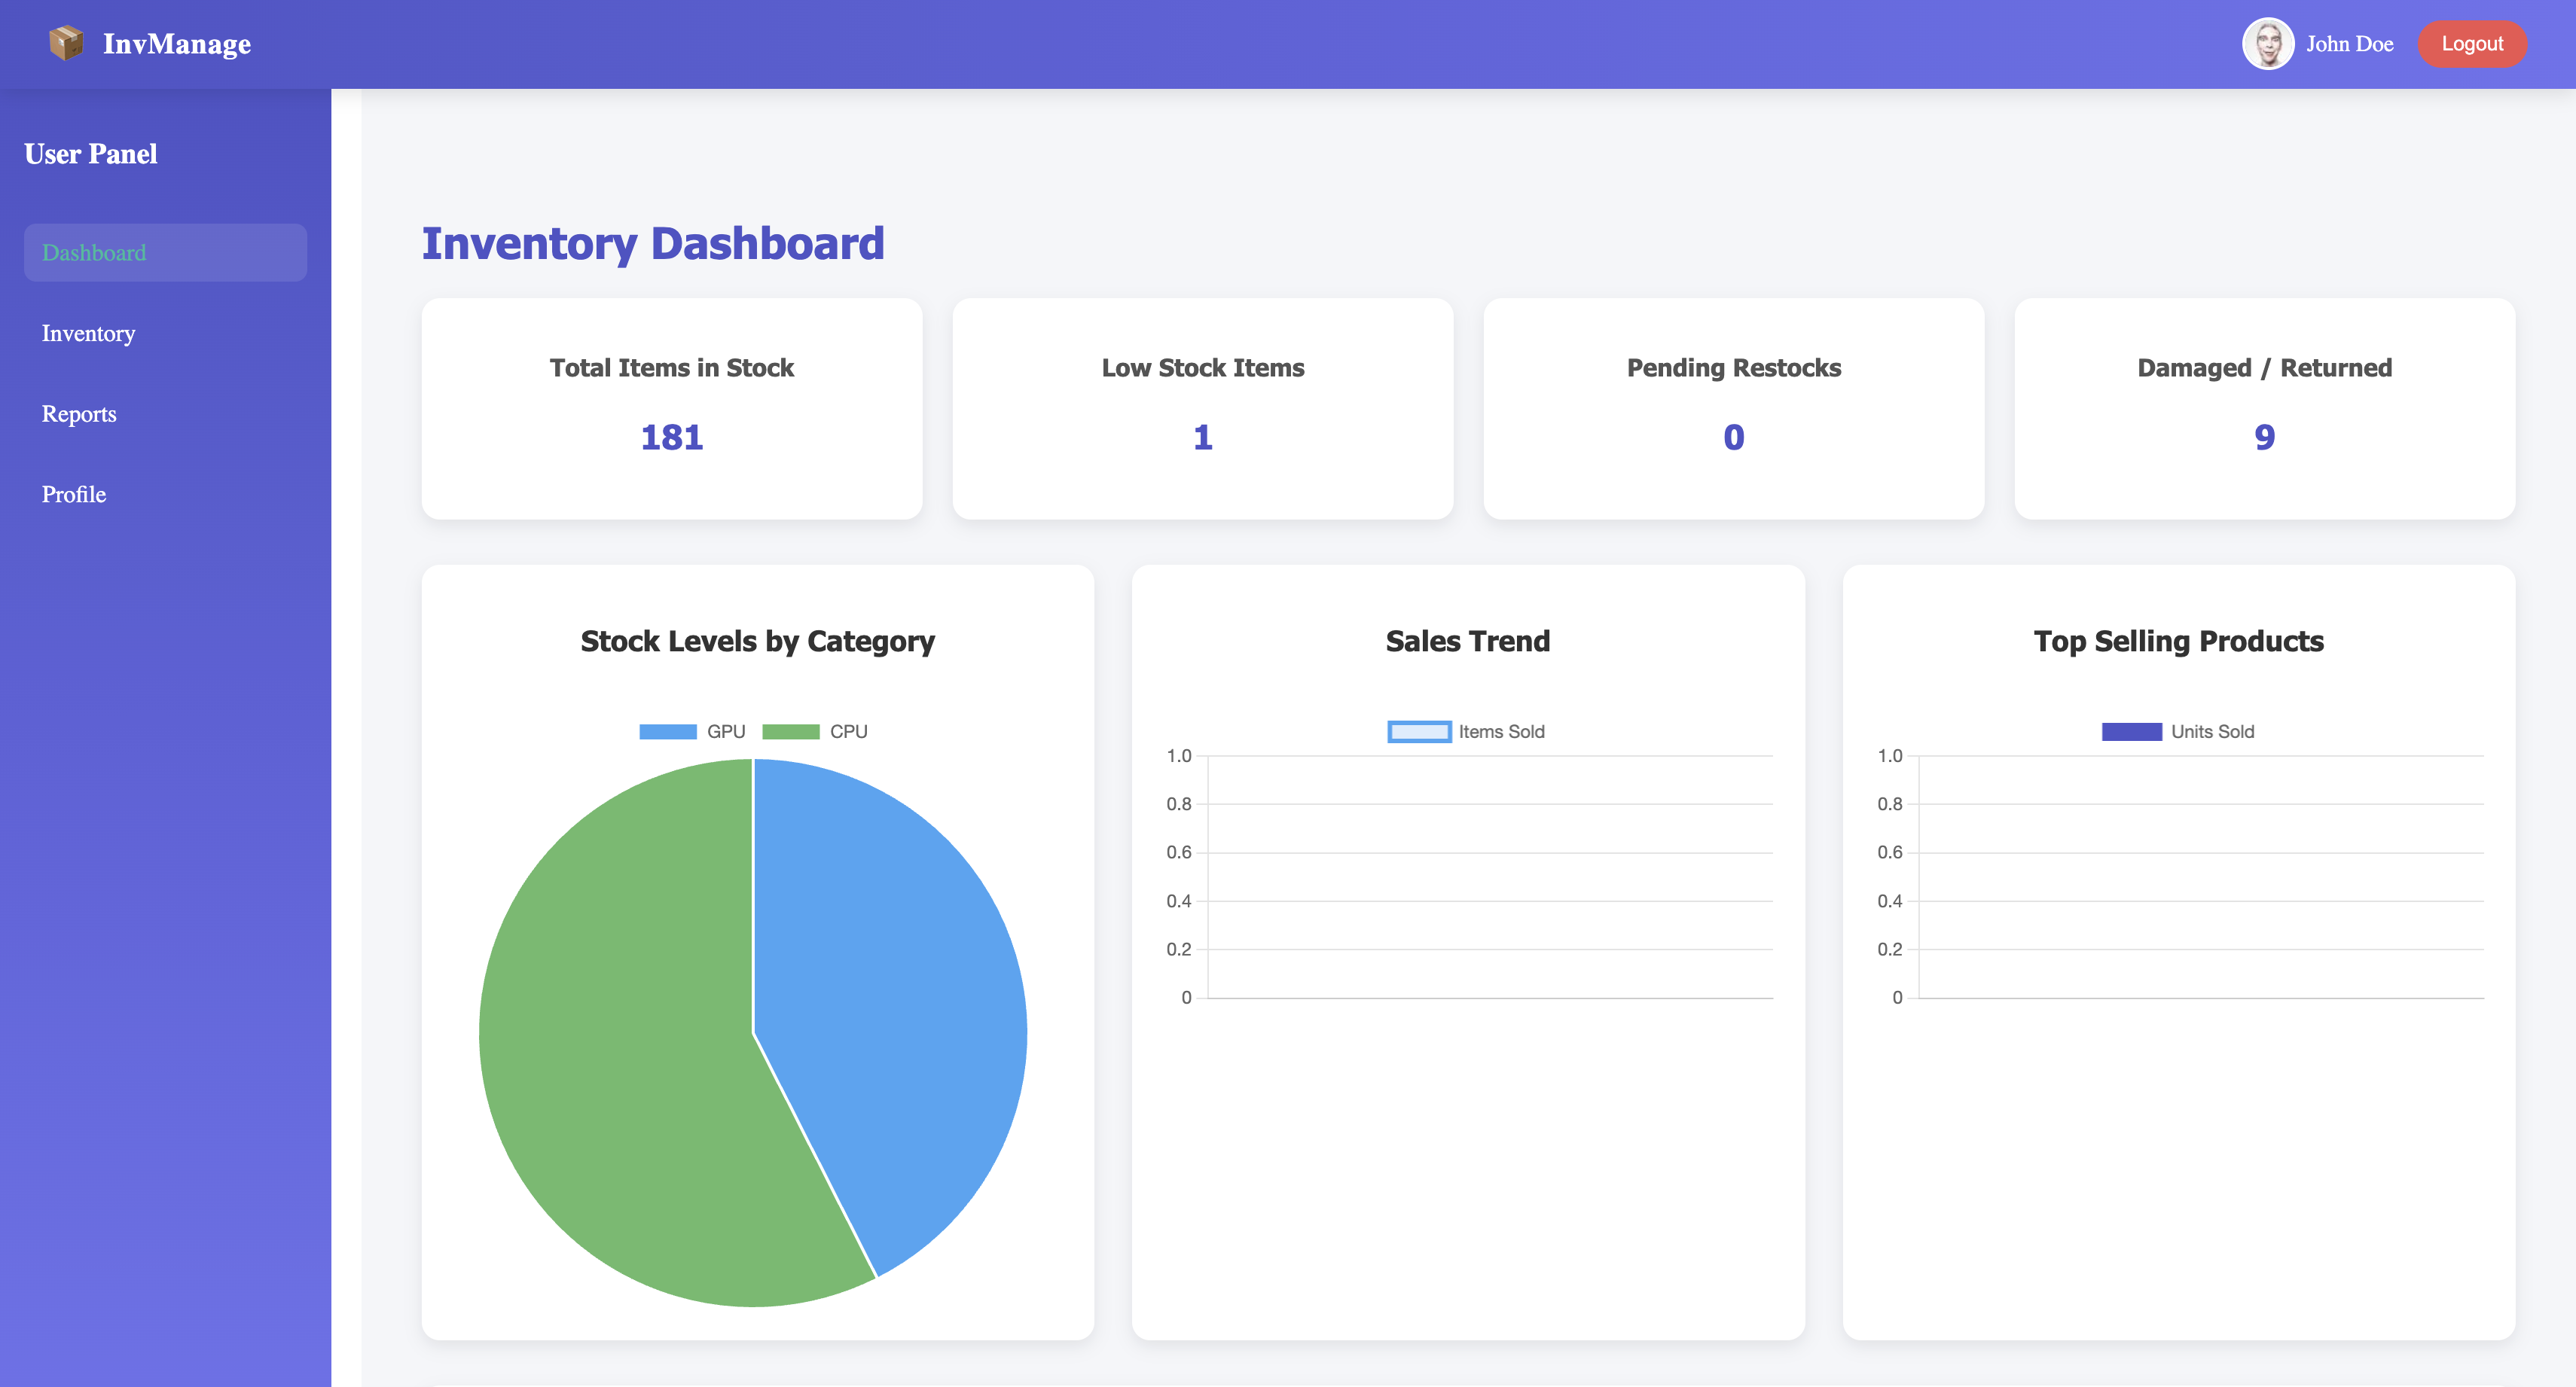 InvManage
John Doe
Logout
User Panel
Dashboard
Inventory
Reports
Profile
Inventory Dashboard
Total Items in Stock
181
Low Stock Items
1
Pending Restocks
0
Damaged / Returned
9
Stock Levels by Category
GPU CPU
Sales Trend
Items Sold
1.0
0.8
0.6
0.4
0.2
0
Top Selling Products
Units Sold
1.0
0.8
0.6
0.4
0.2
0